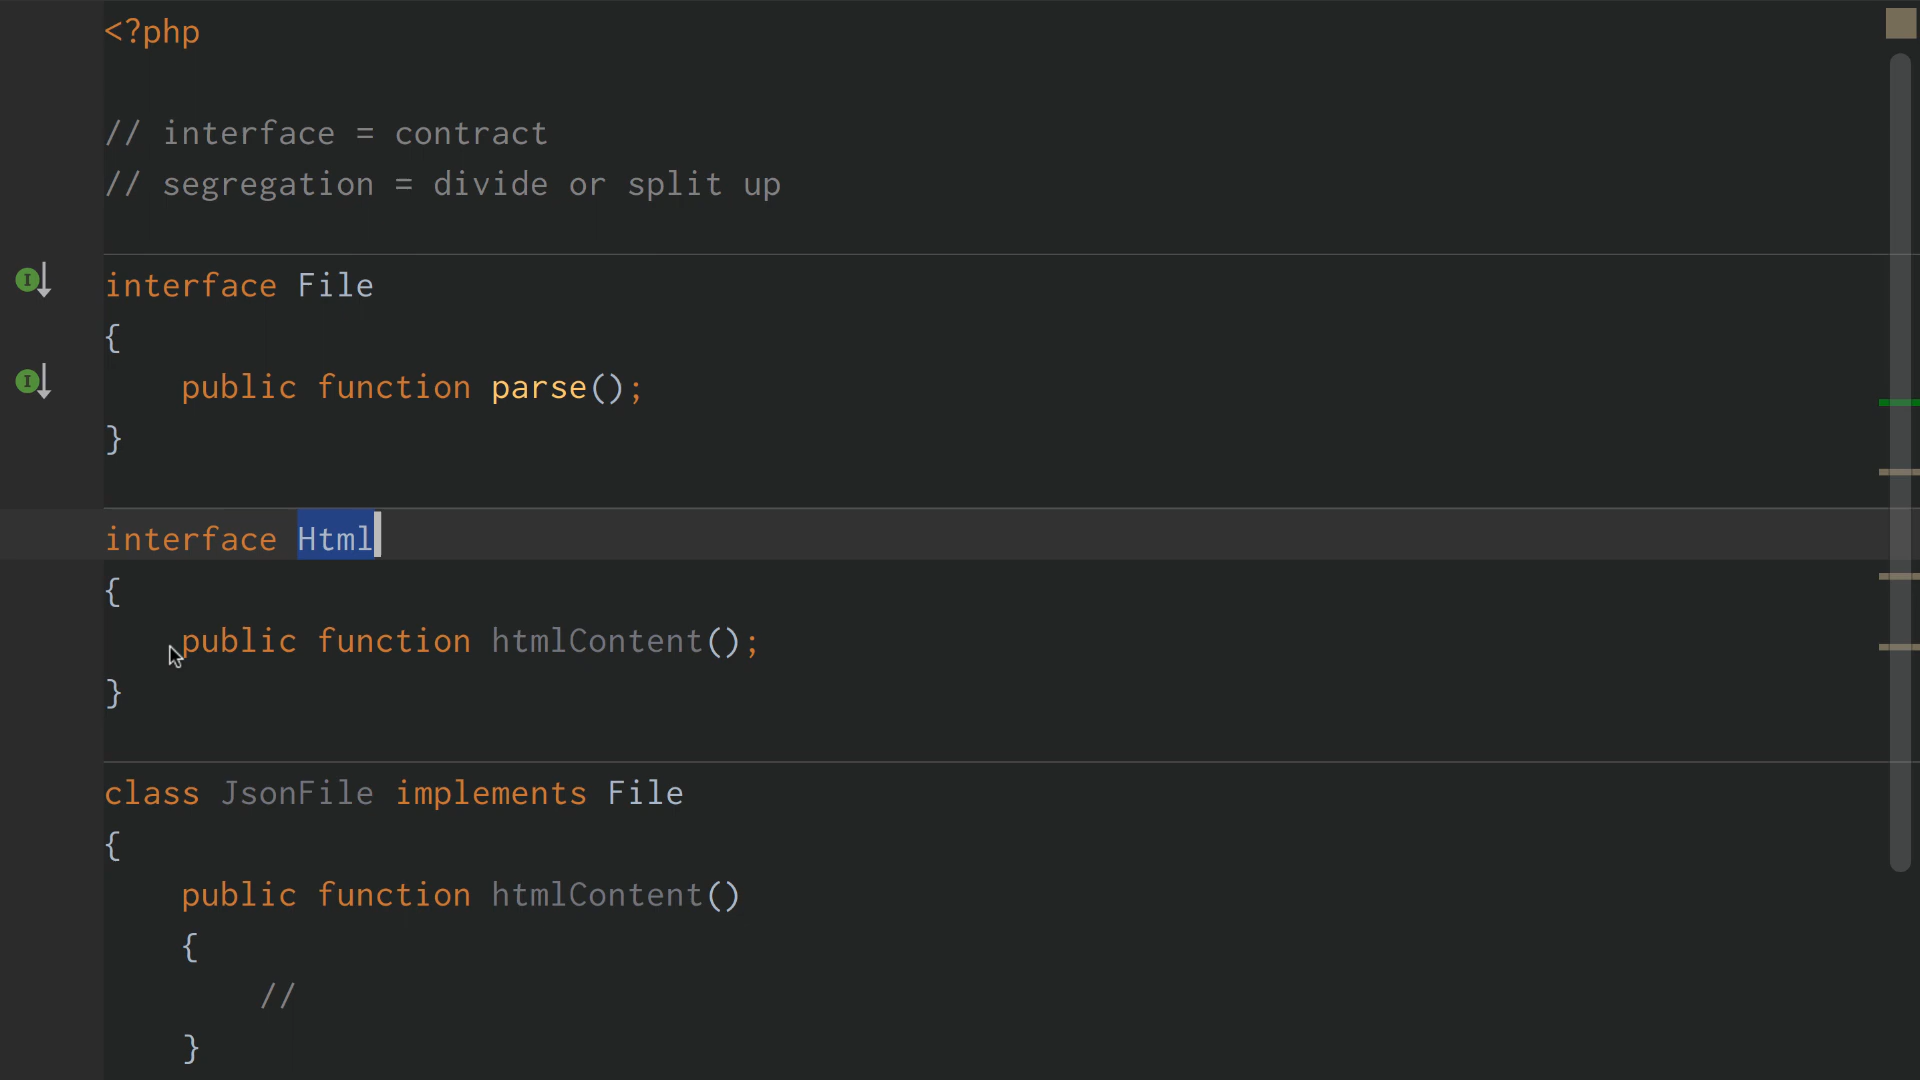 <?php
// interface = contract
// segregation = divide or split up
interface File
{
public function parse();
}
interface Html
{
public function htmlContent();
}
class JsonFile implements File
{
public function htmlContent()
{
//
}